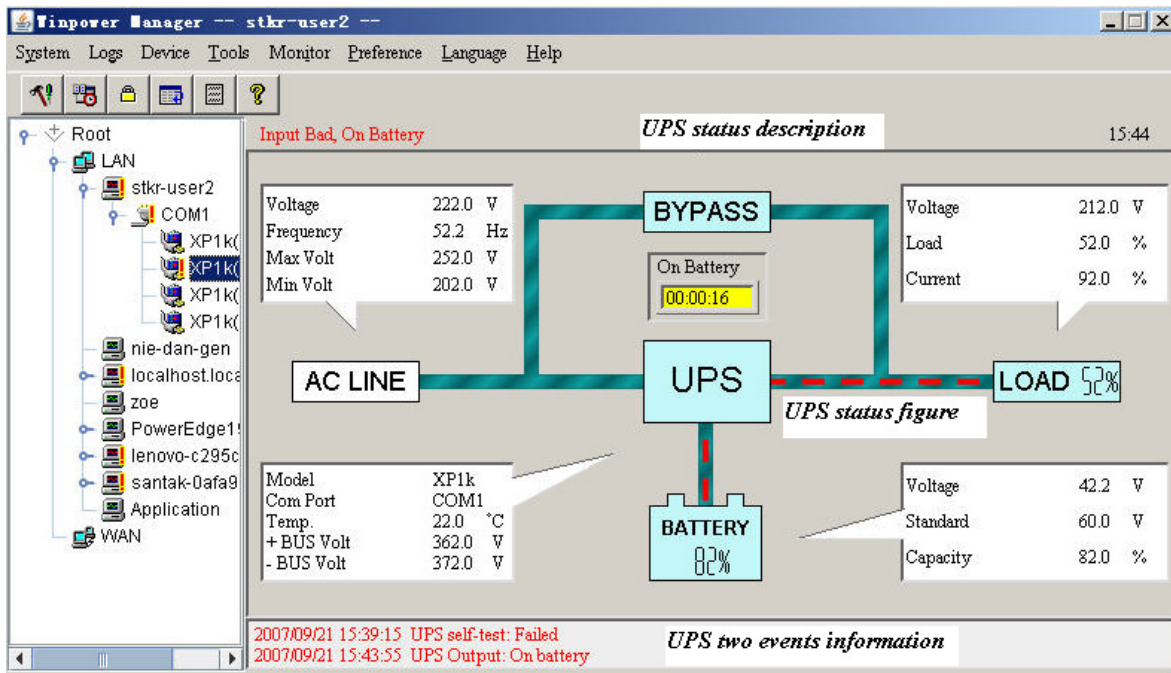 Winpower Manager -- stkr-user2 --
System Logs Device Tools Monitor Preference Language Help
Root
LAN
stkr-user2
COM1
XP1k(
XP1k(
XP1k(
XP1k(
nie-dan-gen
localhost.loca
zoe
PowerEdge1
lenovo-c295c
santak-0afa9
Application
WAN
Input Bad, On Battery
UPS status description
15:44
Voltage 222.0 V
Frequency 52.2 Hz
Max Volt 252.0 V
Min Volt 202.0 V
BYPASS
On Battery
00:00:16
Voltage 212.0 V
Load 52.0 %
Current 92.0 %
AC LINE
UPS
LOAD 52%
UPS status figure
Model XP1k
Com Port COM1
Temp. 22.0 °C
+ BUS Volt 362.0 V
- BUS Volt 372.0 V
BATTERY
82%
Voltage 42.2 V
Standard 60.0 V
Capacity 82.0 %
2007/09/21 15:39:15 UPS self-test: Failed
2007/09/21 15:43:55 UPS Output: On battery
UPS two events information